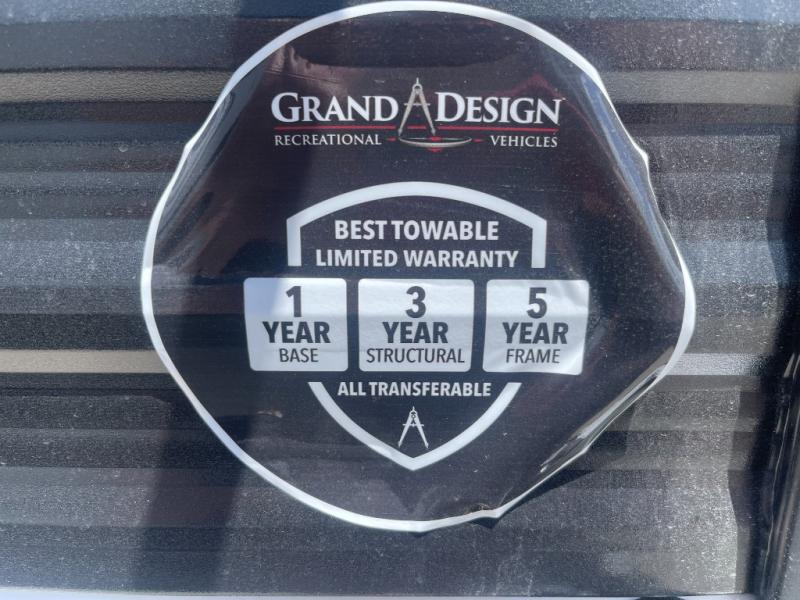 GRAND DESIGN
RECREATIONAL VEHICLES
BEST TOWABLE
LIMITED WARRANTY
1 YEAR BASE
3 YEAR STRUCTURAL
5 YEAR FRAME
ALL TRANSFERABLE